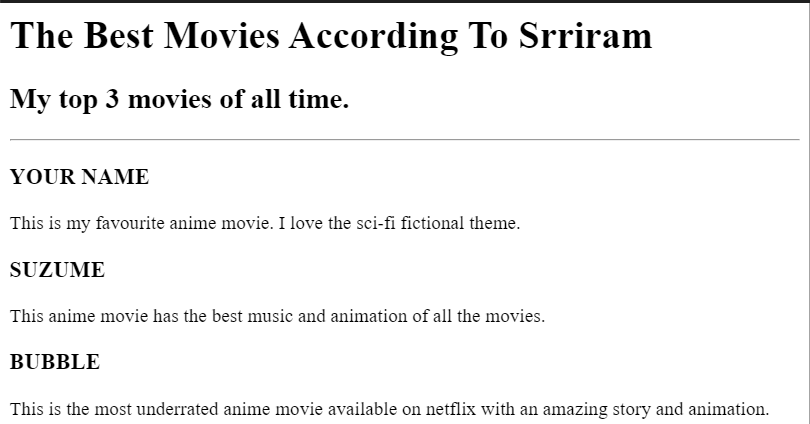 The Best Movies According To Srriram
My top 3 movies of all time.
YOUR NAME
This is my favourite anime movie. I love the sci-fi fictional theme.
SUZUME
This anime movie has the best music and animation of all the movies.
BUBBLE
This is the most underrated anime movie available on netflix with an amazing story and animation.